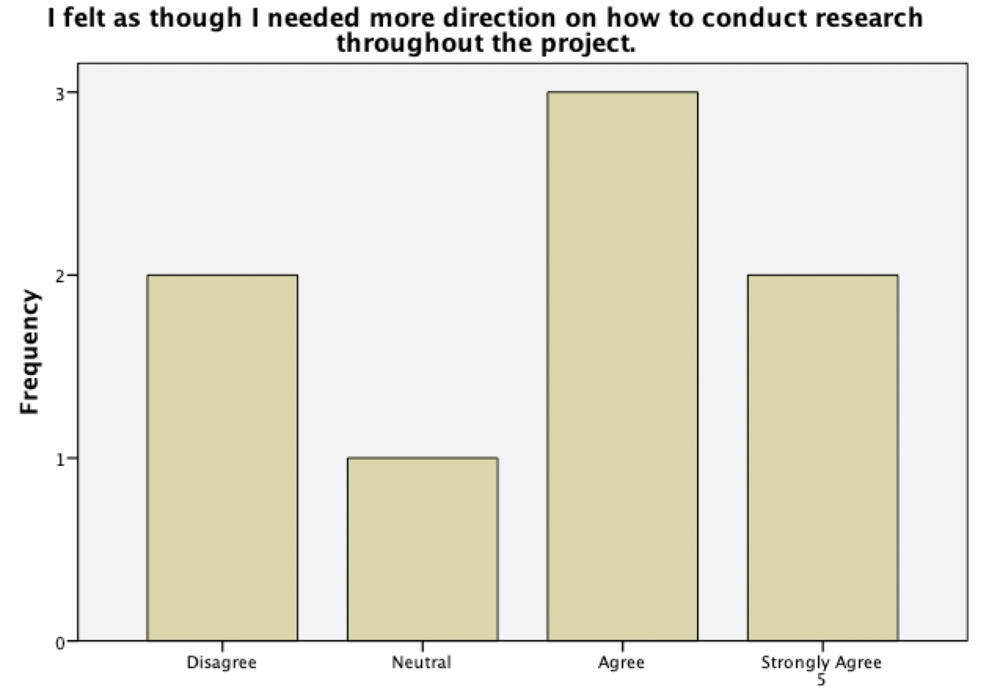 I felt as though I needed more direction on how to conduct research
throughout the project.
Frequency
3
2
1
0
Disagree
Neutral
Agree
Strongly Agree
5